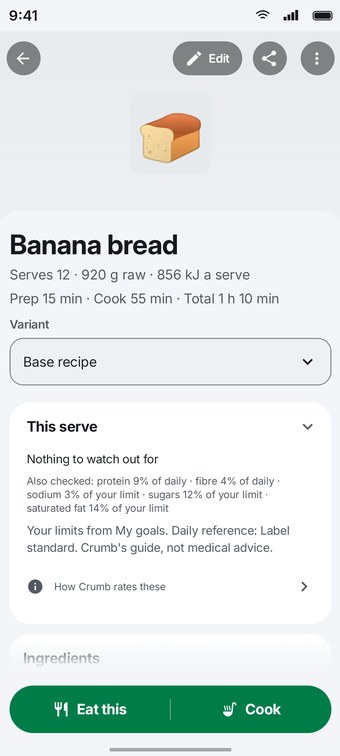 9:41
Edit
Banana bread
Serves 12 · 920 g raw · 856 kJ a serve
Prep 15 min · Cook 55 min · Total 1 h 10 min
Variant
Base recipe
This serve
Nothing to watch out for
Also checked: protein 9% of daily · fibre 4% of daily ·
sodium 3% of your limit · sugars 12% of your limit ·
saturated fat 14% of your limit
Your limits from My goals. Daily reference: Label
standard. Crumb's guide, not medical advice.
How Crumb rates these
Ingredients
Eat this
Cook